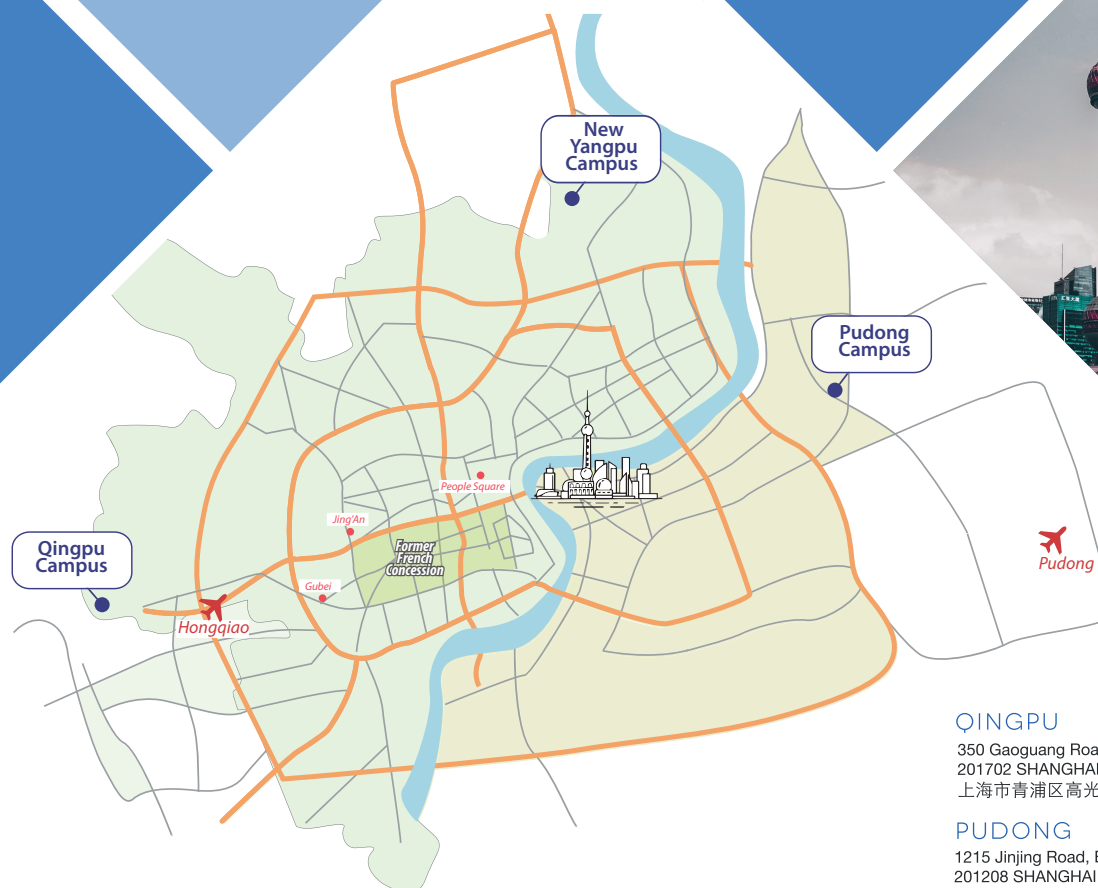 New
Yangpu
Campus
Pudong
Campus
People Square
Jing'An
Former
French
Concession
Qingpu
Campus
Gubei
Hongqiao
Pudong
QINGPU
350 Gaoguang Roa
201702 SHANGHAI
上海市青浦区高光
PUDONG
1215 Jinjing Road,
201208 SHANGHAI